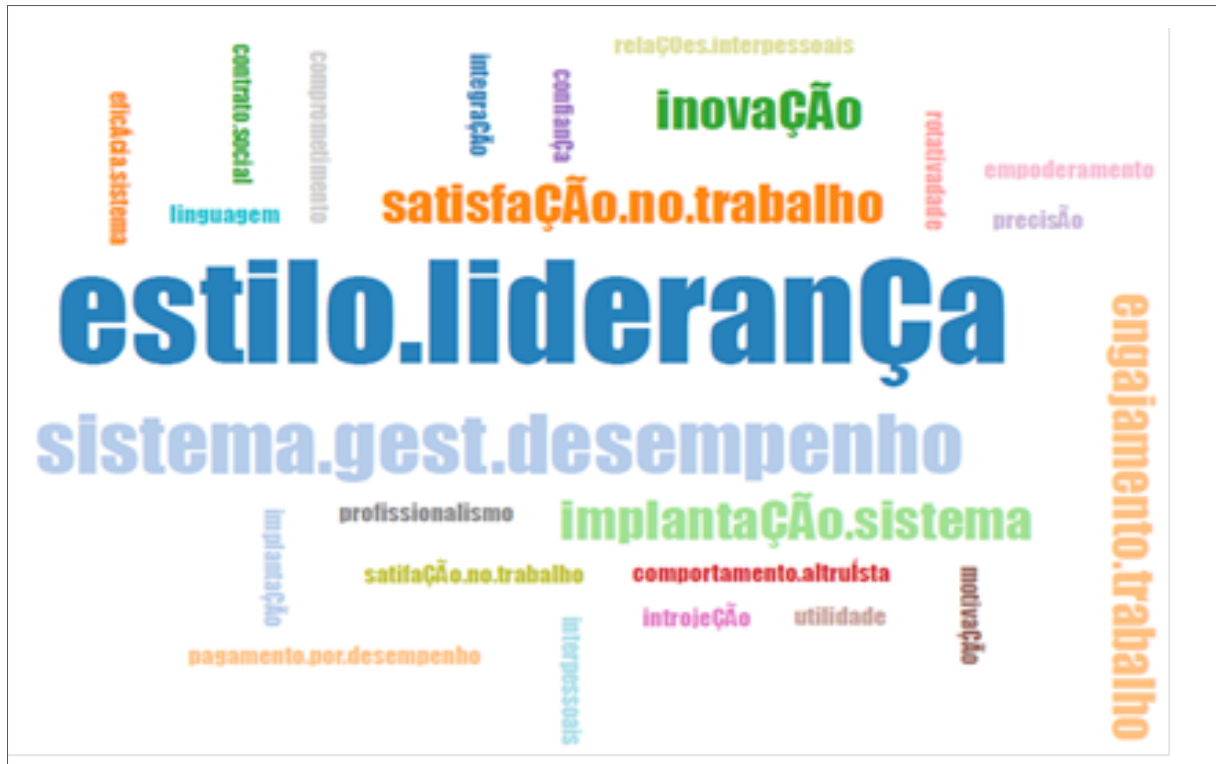 relaÇÕes.interpessoais
contrato.social
comprometimento
integraÇÃo
confianÇa
inovaÇÃo
eficÁcia.sistema
rotatividade
empoderamento
linguagem
satisfaÇÃo.no.trabalho
precisÃo
estilo.lideranÇa
engajamento.trabalho
sistema.gest.desempenho
profissionalismo
implantaÇÃo.sistema
implantaÇÃo
satifaÇÃo.no.trabalho
comportamento.altruÍsta
motivaÇÃo
introjeÇÃo
utilidade
interpessoais
pagamento.por.desempenho